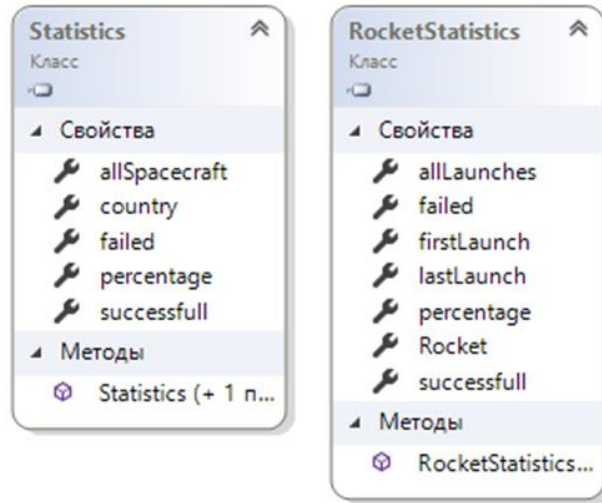 Statistics
Класс
Свойства
allSpacecraft
country
failed
percentage
successfull
Методы
Statistics (+ 1 п...
RocketStatistics
Класс
Свойства
allLaunches
failed
firstLaunch
lastLaunch
percentage
Rocket
successfull
Методы
RocketStatistics...